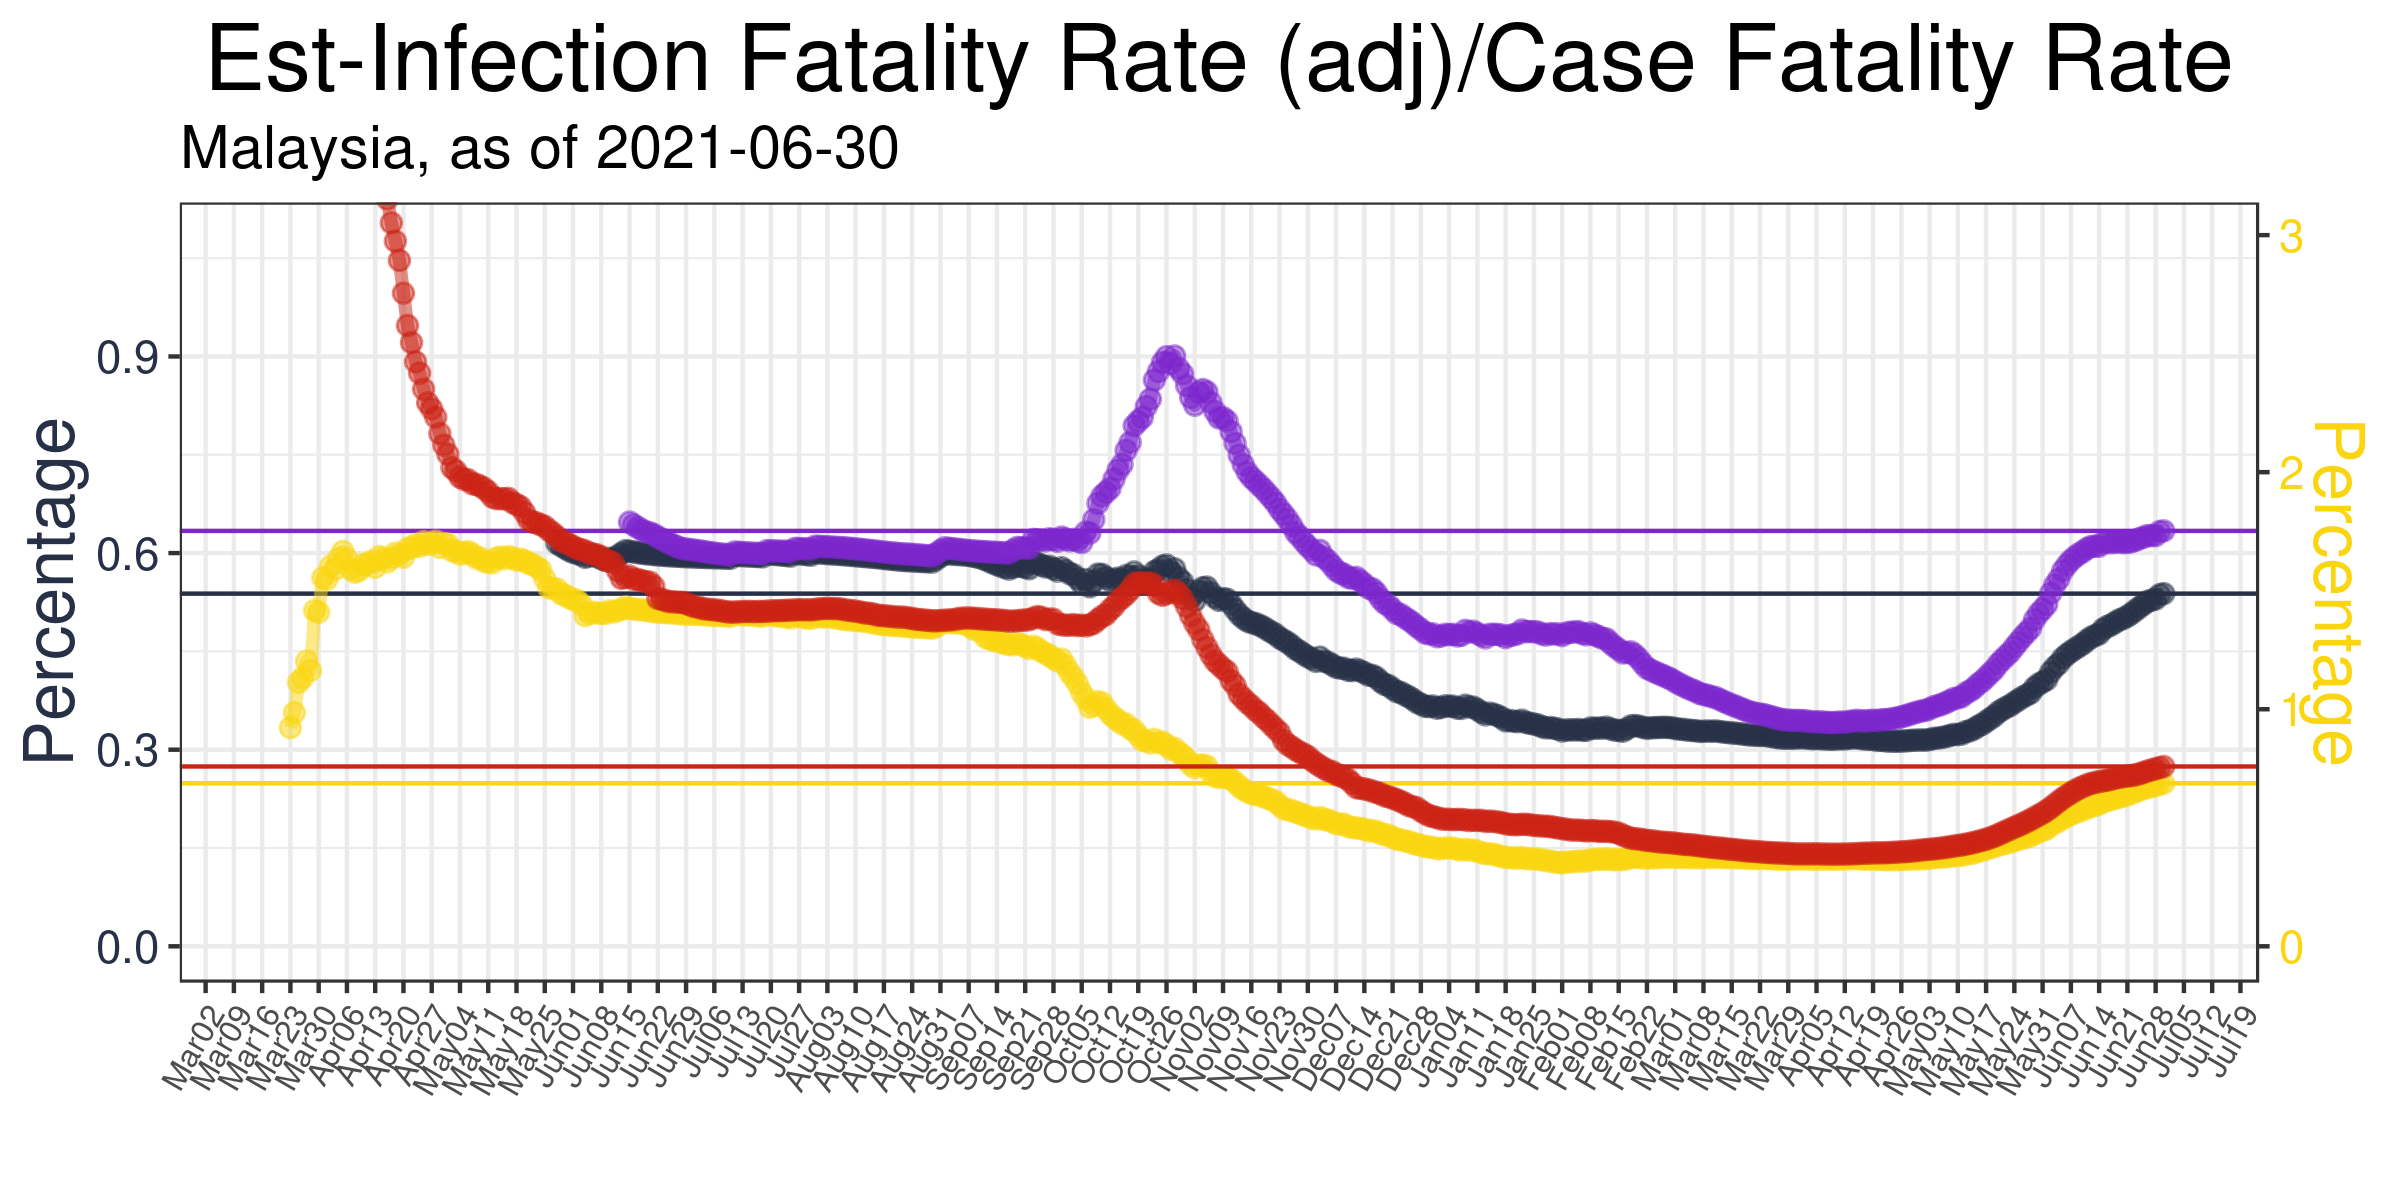 Est-Infection Fatality Rate (adj)/Case Fatality Rate
Malaysia, as of 2021-06-30
Percentage
0.9
0.6
0.3
0.0
3
2
1
0
Percentage
Mar02
Mar09
Mar16
Mar23
Mar30
Apr06
Apr13
Apr20
Apr27
May04
May11
May18
May25
Jun01
Jun08
Jun15
Jun22
Jun29
Jul06
Jul13
Jul20
Jul27
Aug03
Aug10
Aug17
Aug24
Aug31
Sep07
Sep14
Sep21
Sep28
Oct05
Oct12
Oct19
Oct26
Nov02
Nov09
Nov16
Nov23
Nov30
Dec07
Dec14
Dec21
Dec28
Jan04
Jan11
Jan18
Jan25
Feb01
Feb08
Feb15
Feb22
Mar01
Mar08
Mar15
Mar22
Mar29
Apr05
Apr12
Apr19
Apr26
May03
May10
May17
May24
May31
Jun07
Jun14
Jun21
Jun28
Jul05
Jul12
Jul19